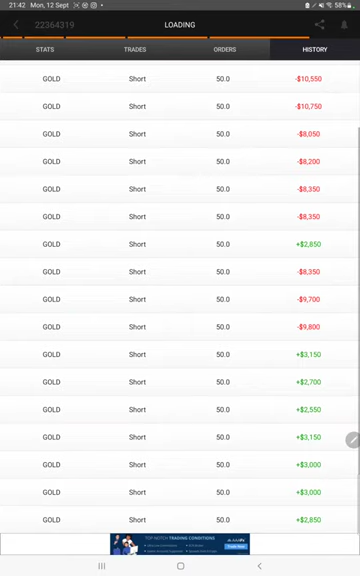 21:42 Mon, 12 Sept 58%
22364319 LOADING
STATS TRADES ORDERS HISTORY
GOLD Short 50.0 -$10,550
GOLD Short 50.0 -$10,750
GOLD Short 50.0 -$8,050
GOLD Short 50.0 -$8,200
GOLD Short 50.0 -$8,350
GOLD Short 50.0 -$8,350
GOLD Short 50.0 +$2,850
GOLD Short 50.0 -$8,350
GOLD Short 50.0 -$9,700
GOLD Short 50.0 -$9,800
GOLD Short 50.0 +$3,150
GOLD Short 50.0 +$2,700
GOLD Short 50.0 +$2,550
GOLD Short 50.0 +$3,150
GOLD Short 50.0 +$3,000
GOLD Short 50.0 +$3,000
GOLD Short 50.0 +$2,850
TOP-NOTCH TRADING CONDITIONS